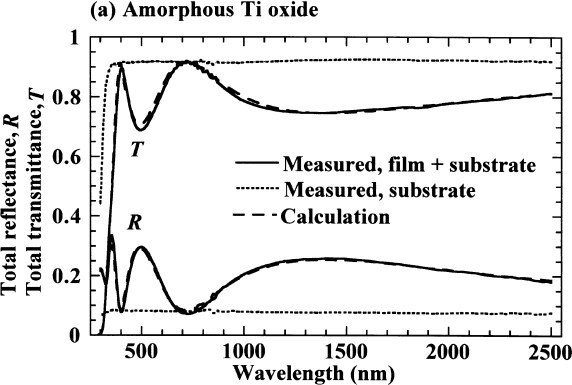 (a) Amorphous Ti oxide
1
0.8
0.6
0.4
0.2
0
Total reflectance, R
Total transmittance, T
T
R
Measured, film + substrate
Measured, substrate
Calculation
500
1000
1500
2000
2500
Wavelength (nm)